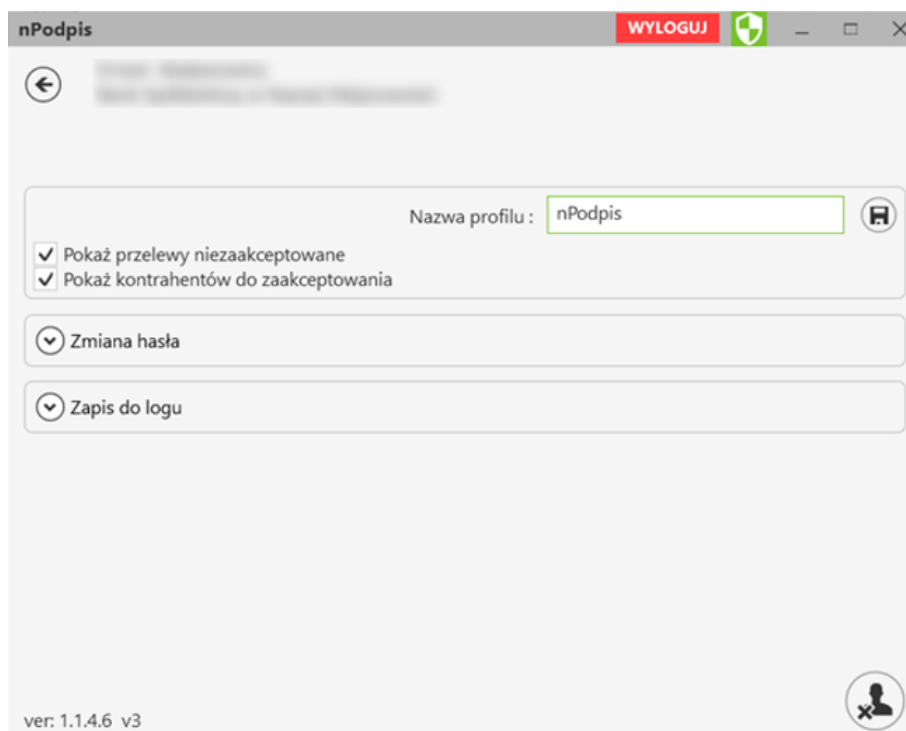 nPodpis WYLOGUJ
Nazwa profilu : nPodpis
Pokaż przelewy niezaakceptowane
Pokaż kontrahentów do zaakceptowania
Zmiana hasła
Zapis do logu
ver: 1.1.4.6 v3